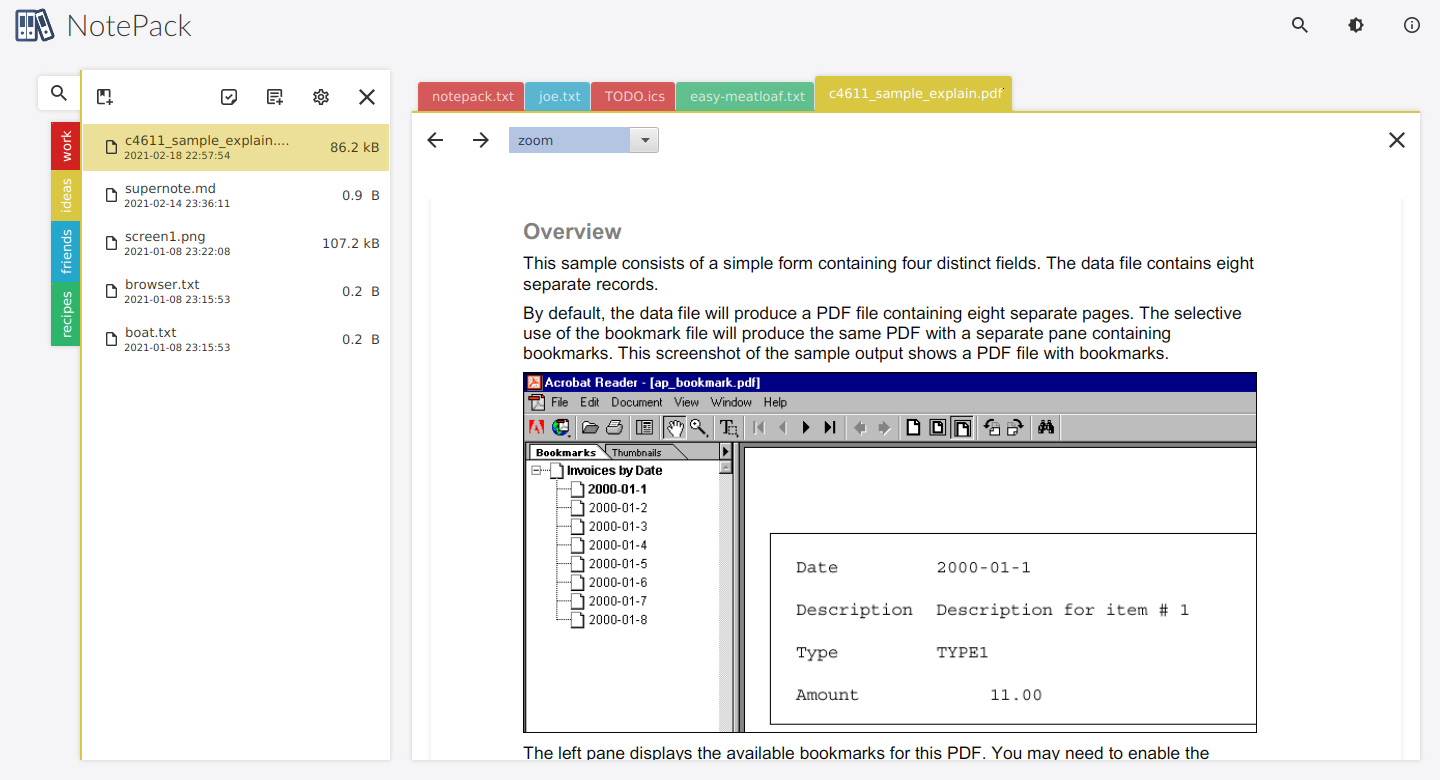 NotePack
work
ideas
friends
recipes
c4611_sample_explain....
2021-02-18 22:57:54
86.2 kB
supernote.md
2021-02-14 23:36:11
0.9 B
screen1.png
2021-01-08 23:22:08
107.2 kB
browser.txt
2021-01-08 23:15:53
0.2 B
boat.txt
2021-01-08 23:15:53
0.2 B
notepack.txt
joe.txt
TODO.ics
easy-meatloaf.txt
c4611_sample_explain.pdf
zoom
Overview
This sample consists of a simple form containing four distinct fields. The data file contains eight
separate records.
By default, the data file will produce a PDF file containing eight separate pages. The selective
use of the bookmark file will produce the same PDF with a separate pane containing
bookmarks. This screenshot of the sample output shows a PDF file with bookmarks.
Acrobat Reader - [ap_bookmark.pdf]
File Edit Document View Window Help
Bookmarks Thumbnails
Invoices by Date
2000-01-1
2000-01-2
2000-01-3
2000-01-4
2000-01-5
2000-01-6
2000-01-7
2000-01-8
Date 2000-01-1
Description Description for item # 1
Type TYPE1
Amount 11.00
The left pane displays the available bookmarks for this PDF. You may need to enable the